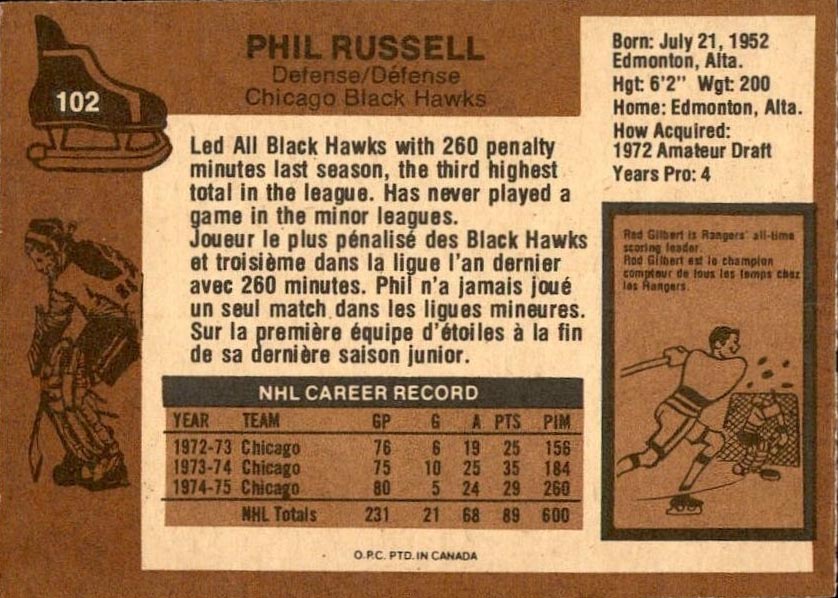 102
PHIL RUSSELL
Defense/Défense
Chicago Black Hawks
Born: July 21, 1952
Edmonton, Alta.
Hgt: 6'2" Wgt: 200
Home: Edmonton, Alta.
How Acquired:
1972 Amateur Draft
Years Pro: 4
Led All Black Hawks with 260 penalty
minutes last season, the third highest
total in the league. Has never played a
game in the minor leagues.
Joueur le plus pénalisé des Black Hawks
et troisième dans la ligue l'an dernier
avec 260 minutes. Phil n'a jamais joué
un seul match dans les ligues mineures.
Sur la première équipe d'étoiles à la fin
de sa dernière saison junior.
Rod Gilbert is Rangers' all-time
scoring leader.
Rod Gilbert est le champion
compteur de tous les temps chez
les Rangers.
NHL CAREER RECORD
YEAR TEAM GP G A PTS PIM
1972-73 Chicago 76 6 19 25 156
1973-74 Chicago 75 10 25 35 184
1974-75 Chicago 80 5 24 29 260
NHL Totals 231 21 68 89 600
O.P.C. PTD. IN CANADA